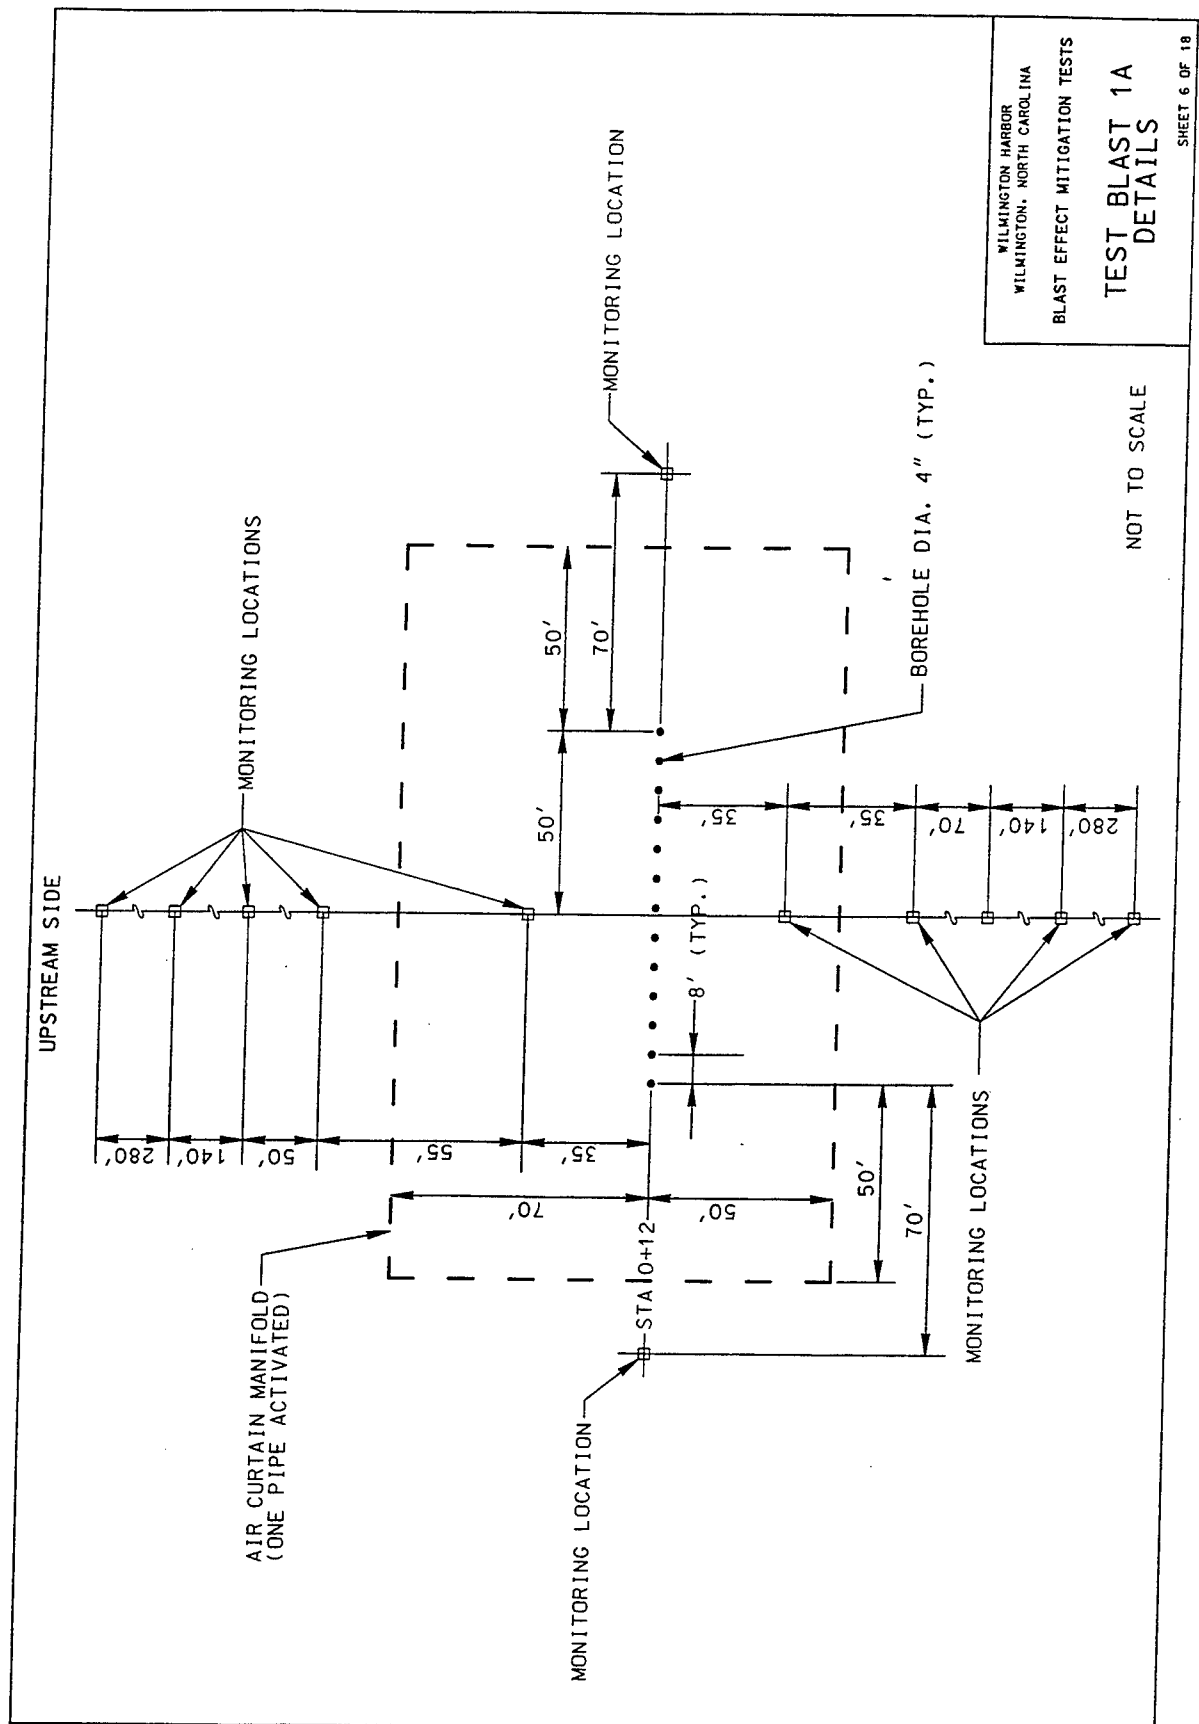 UPSTREAM SIDE
MONITORING LOCATIONS
MONITORING LOCATION
AIR CURTAIN MANIFOLD
(ONE PIPE ACTIVATED)
280'
140'
50'
55'
35'
70'
50'
50'
50'
70'
STA 0+12
8' (TYP.)
MONITORING LOCATION
50'
70'
35'
35'
70'
140'
280'
BOREHOLE DIA. 4" (TYP.)
MONITORING LOCATIONS
NOT TO SCALE
WILMINGTON HARBOR
WILMINGTON, NORTH CAROLINA
BLAST EFFECT MITIGATION TESTS
TEST BLAST 1A
DETAILS
SHEET 6 OF 18